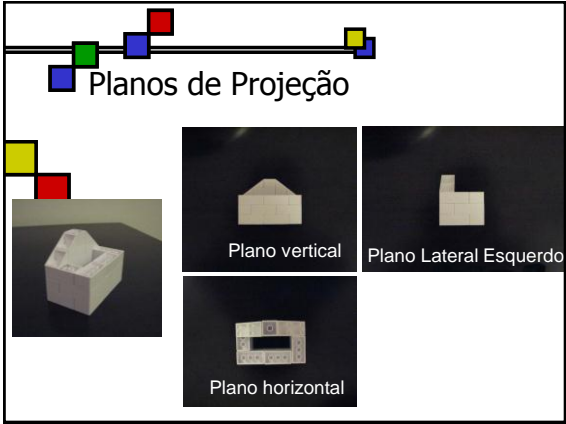 Planos de Projeção
Plano vertical
Plano Lateral Esquerdo
Plano horizontal